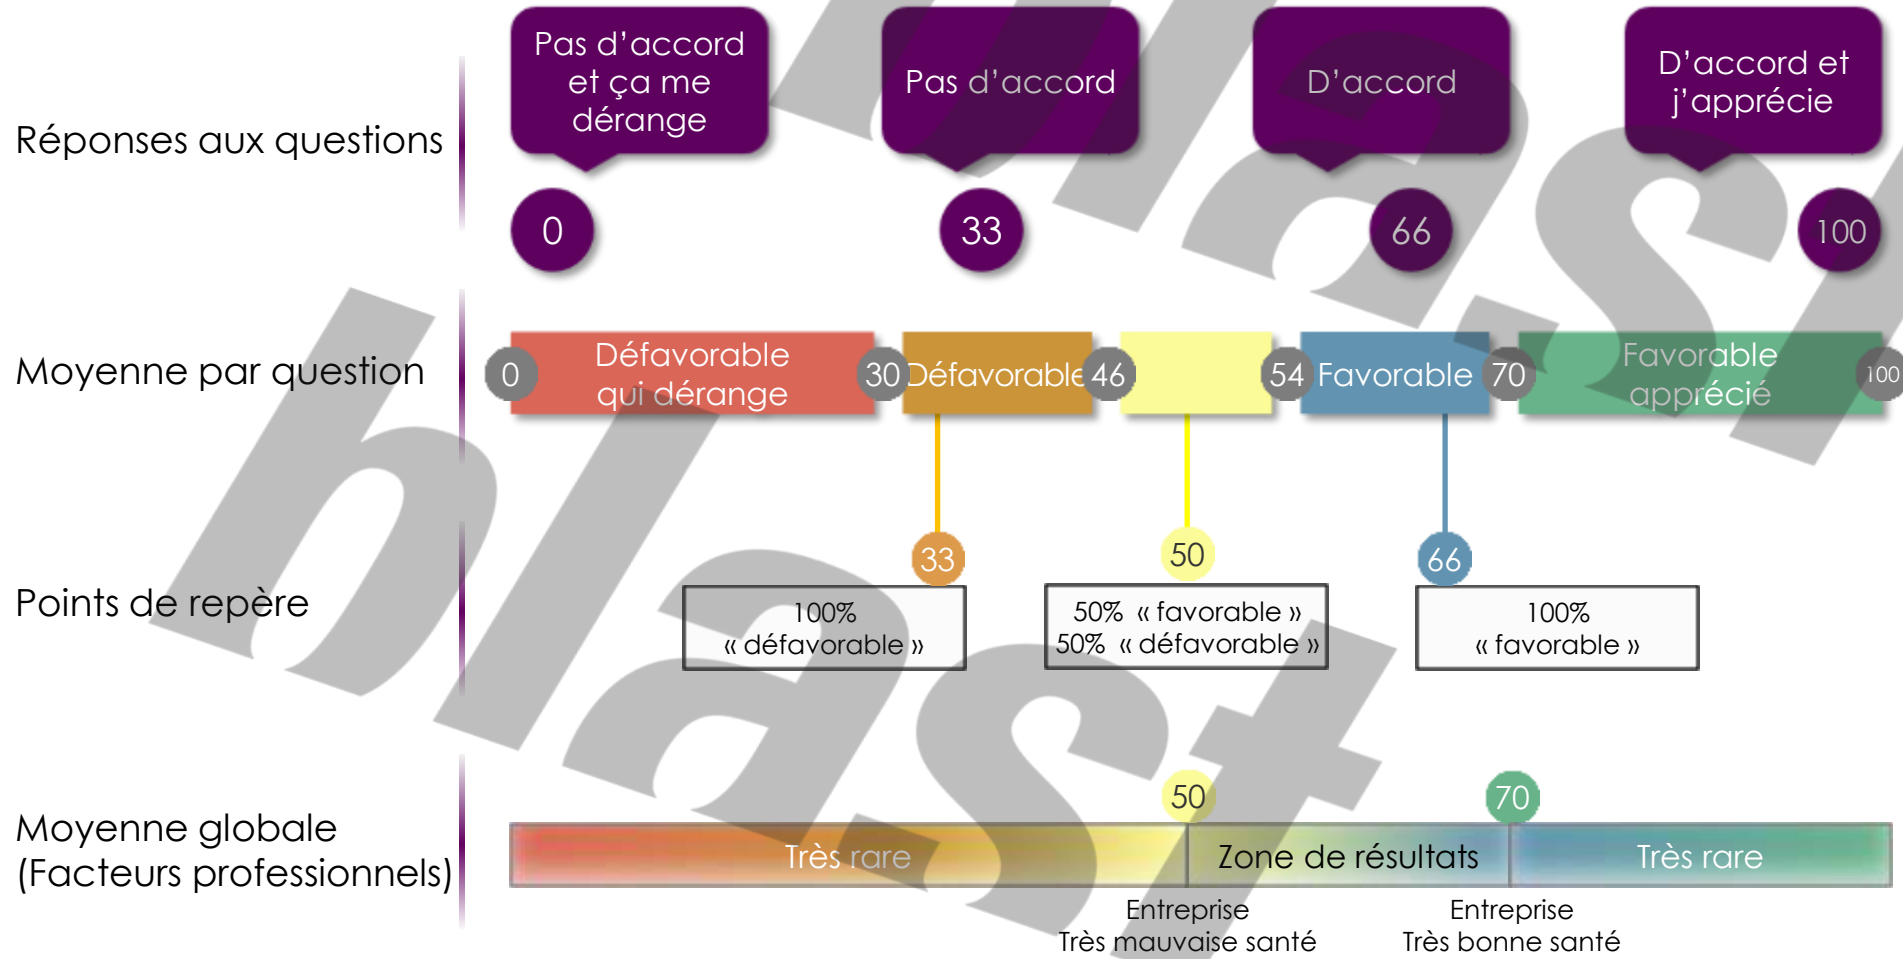 Pas d’accord
et ça me
dérange
Pas d’accord
D’accord
D’accord et
j’apprécie
Réponses aux questions
0
33
66
100
Moyenne par question
0
Défavorable
qui dérange
30
Défavorable
46
54
Favorable
70
Favorable
apprécié
100
33
50
66
Points de repère
100%
« défavorable »
50% « favorable »
50% « défavorable »
100%
« favorable »
50
70
Moyenne globale
(Facteurs professionnels)
Très rare
Zone de résultats
Très rare
Entreprise
Très mauvaise santé
Entreprise
Très bonne santé
blast
blast